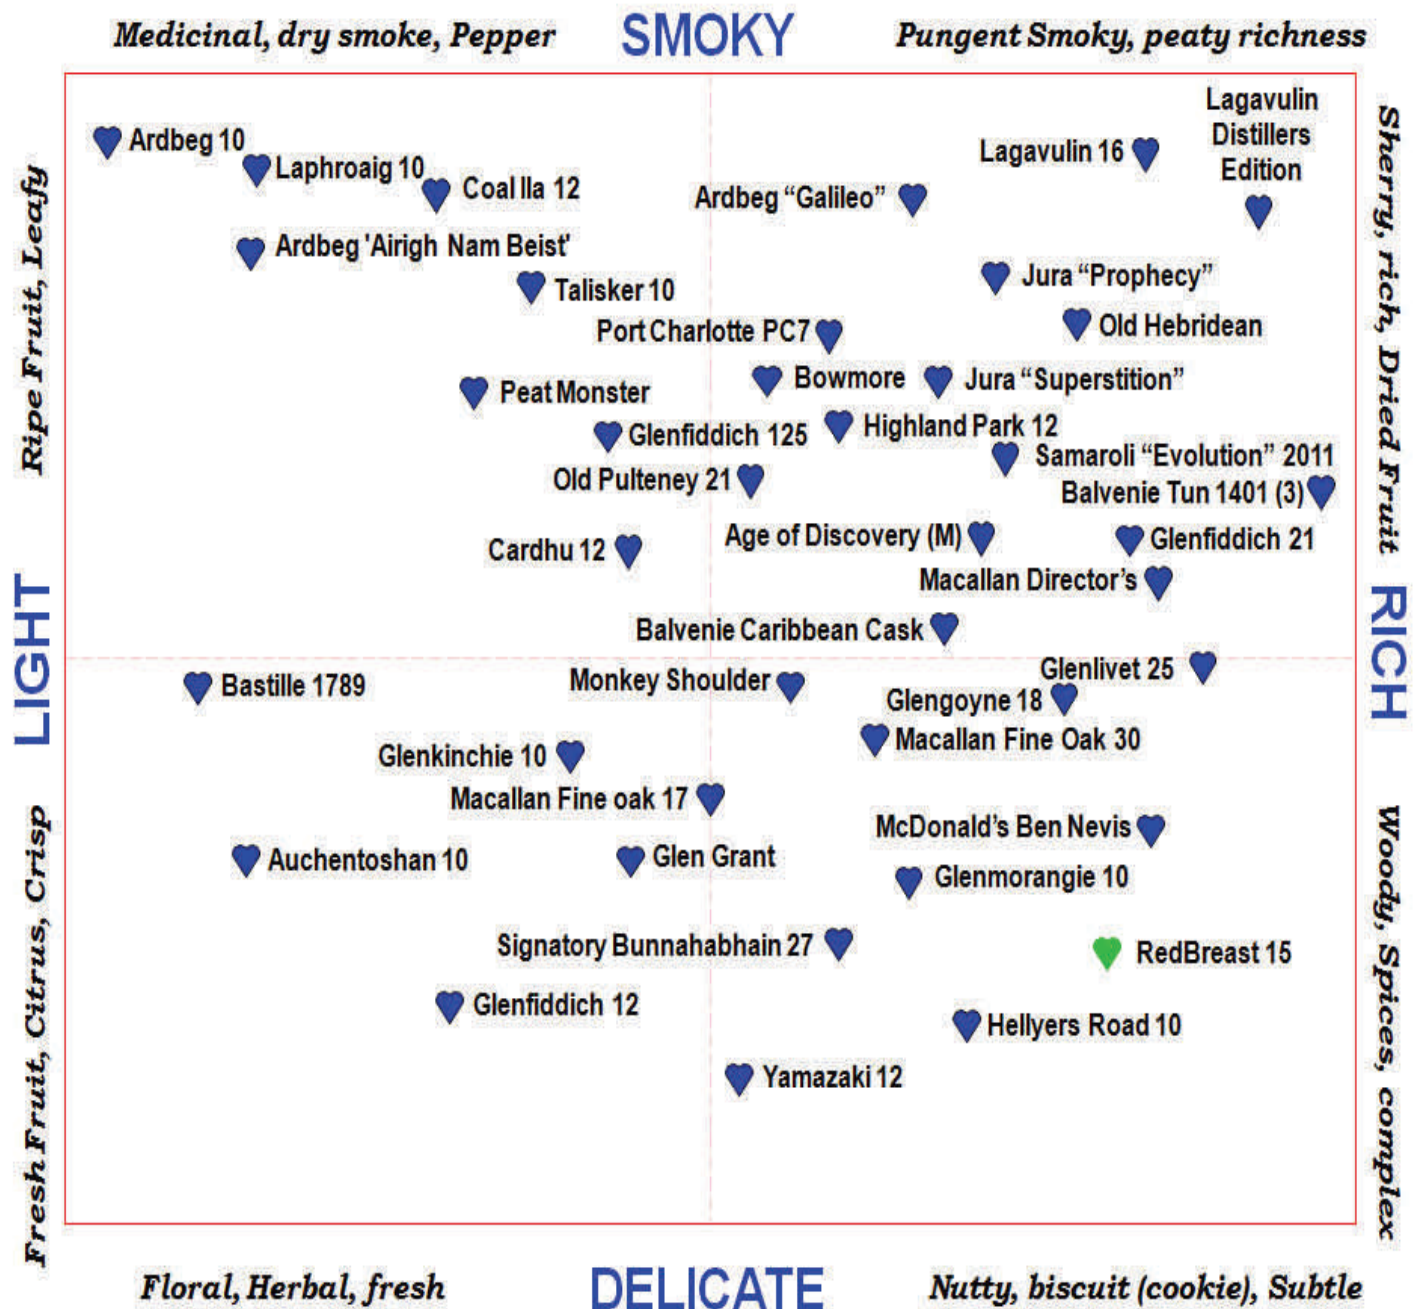 Medicinal, dry smoke, Pepper
SMOKY
Pungent Smoky, peaty richness
Ripe Fruit, Leafy
LIGHT
Fresh Fruit, Citrus, Crisp
Sherry, rich, Dried Fruit
RICH
Woody, Spices, complex
Lagavulin
Distillers
Edition
Ardbeg 10
Lagavulin 16
Laphroaig 10
Coal Ila 12
Ardbeg “Galileo”
Ardbeg 'Airigh Nam Beist'
Jura “Prophecy”
Talisker 10
Old Hebridean
Port Charlotte PC7
Bowmore
Jura “Superstition”
Peat Monster
Highland Park 12
Glenfiddich 125
Samaroli “Evolution” 2011
Old Pulteney 21
Balvenie Tun 1401 (3)
Age of Discovery (M)
Glenfiddich 21
Cardhu 12
Macallan Director’s
Balvenie Caribbean Cask
Glenlivet 25
Monkey Shoulder
Bastille 1789
Glengoyne 18
Macallan Fine Oak 30
Glenkinchie 10
Macallan Fine oak 17
McDonald’s Ben Nevis
Glen Grant
Auchentoshan 10
Glenmorangie 10
Signatory Bunnahabhain 27
RedBreast 15
Glenfiddich 12
Hellyers Road 10
Yamazaki 12
Floral, Herbal, fresh
DELICATE
Nutty, biscuit (cookie), Subtle